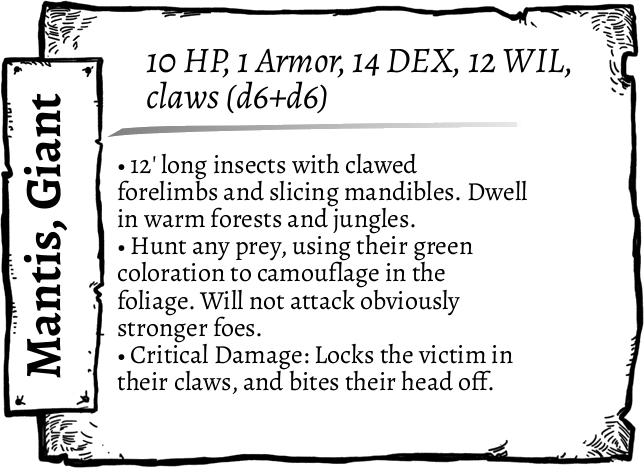 Mantis, Giant
10 HP, 1 Armor, 14 DEX, 12 WIL,
claws (d6+d6)
• 12' long insects with clawed
forelimbs and slicing mandibles. Dwell
in warm forests and jungles.
• Hunt any prey, using their green
coloration to camouflage in the
foliage. Will not attack obviously
stronger foes.
• Critical Damage: Locks the victim in
their claws, and bites their head off.